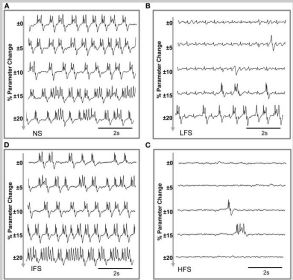 A
% Parameter Change
±0
±5
±10
±15
±20
NS
2s
B
% Parameter Change
±0
±5
±10
±15
±20
LFS
2s
D
% Parameter Change
±0
±5
±10
±15
±20
IFS
2s
C
% Parameter Change
±0
±5
±10
±15
±20
HFS
2s